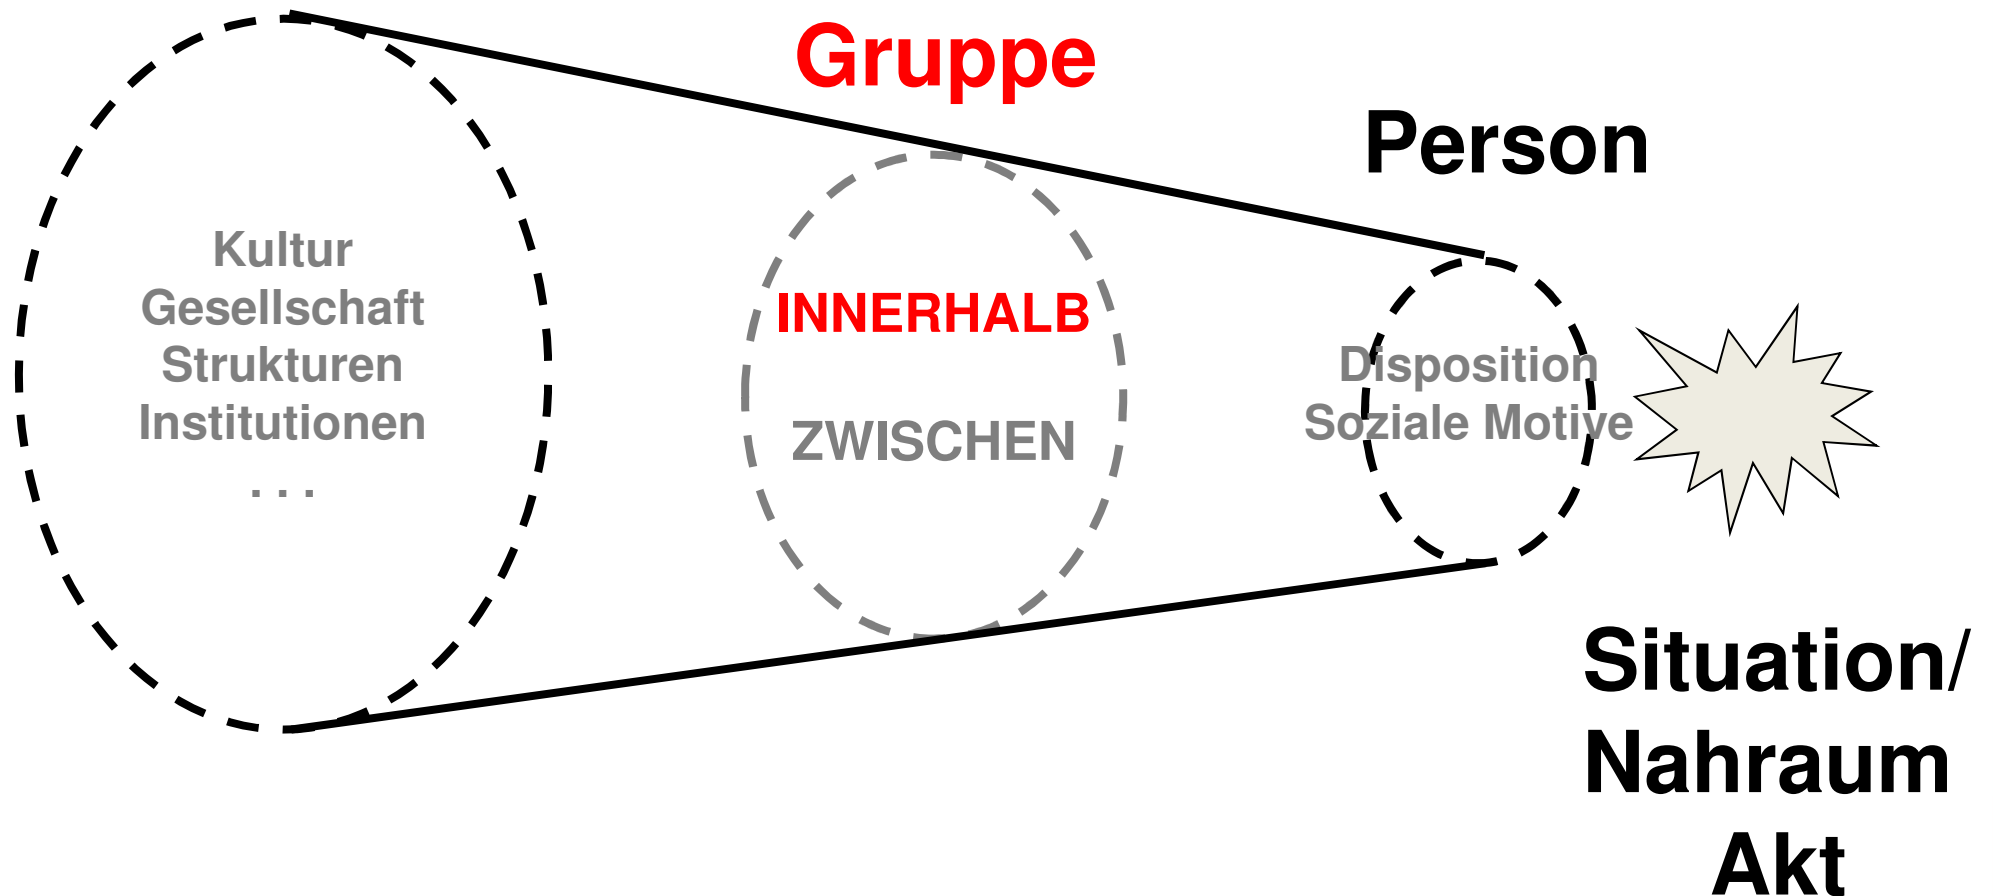 Gruppe
Person
Kultur
Gesellschaft
Strukturen
Institutionen
. . .
INNERHALB
ZWISCHEN
Disposition
Soziale Motive
Situation/
Nahraum
Akt